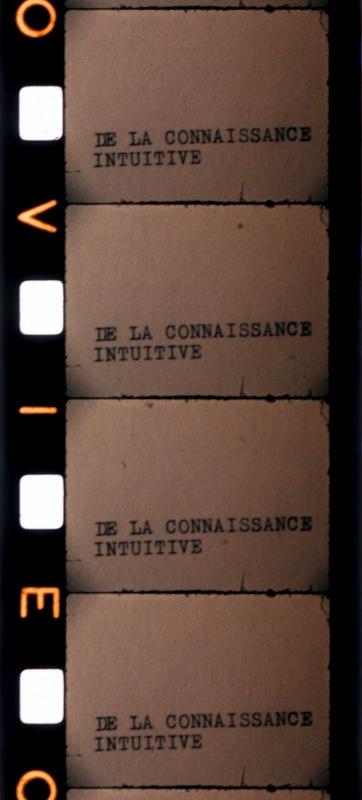 O
DE LA CONNAISSANCE
INTUITIVE
V
DE LA CONNAISSANCE
INTUITIVE
I
DE LA CONNAISSANCE
INTUITIVE
E
DE LA CONNAISSANCE
INTUITIVE
O